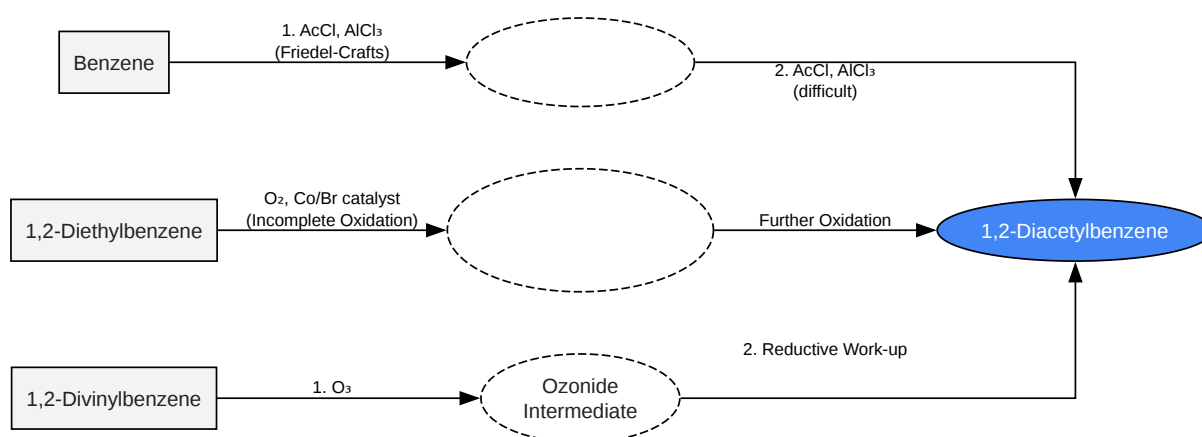 1. AcCl, AlCl₃
(Friedel-Crafts)
Benzene
2. AcCl, AlCl₃
(difficult)
O₂, Co/Br catalyst
(Incomplete Oxidation)
1,2-Diethylbenzene
Further Oxidation
1,2-Diacetylbenzene
2. Reductive Work-up
1,2-Divinylbenzene
1. O₃
Ozonide
Intermediate